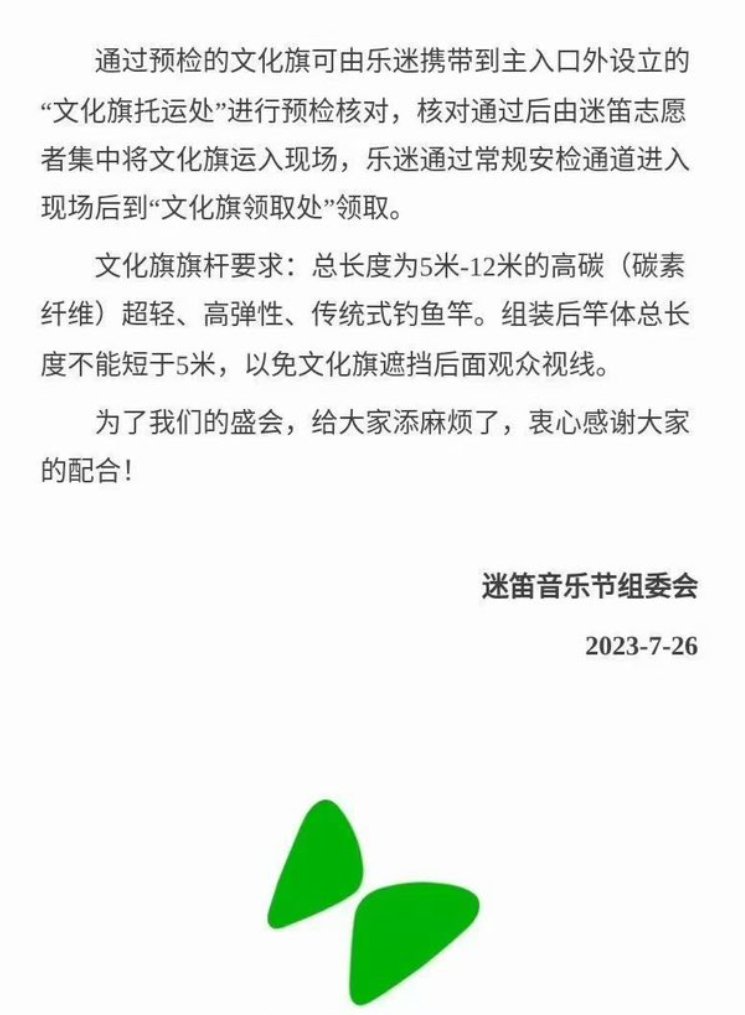 通过预检的文化旗可由乐迷携带到主入口外设立的
“文化旗托运处”进行预检核对，核对通过后由迷笛志愿
者集中将文化旗运入现场，乐迷通过常规安检通道进入
现场后到“文化旗领取处”领取。
文化旗旗杆要求：总长度为5米-12米的高碳（碳素
纤维）超轻、高弹性、传统式钓鱼竿。组装后竿体总长
度不能短于5米，以免文化旗遮挡后面观众视线。
为了我们的盛会，给大家添麻烦了，衷心感谢大家
的配合！
迷笛音乐节组委会
2023-7-26